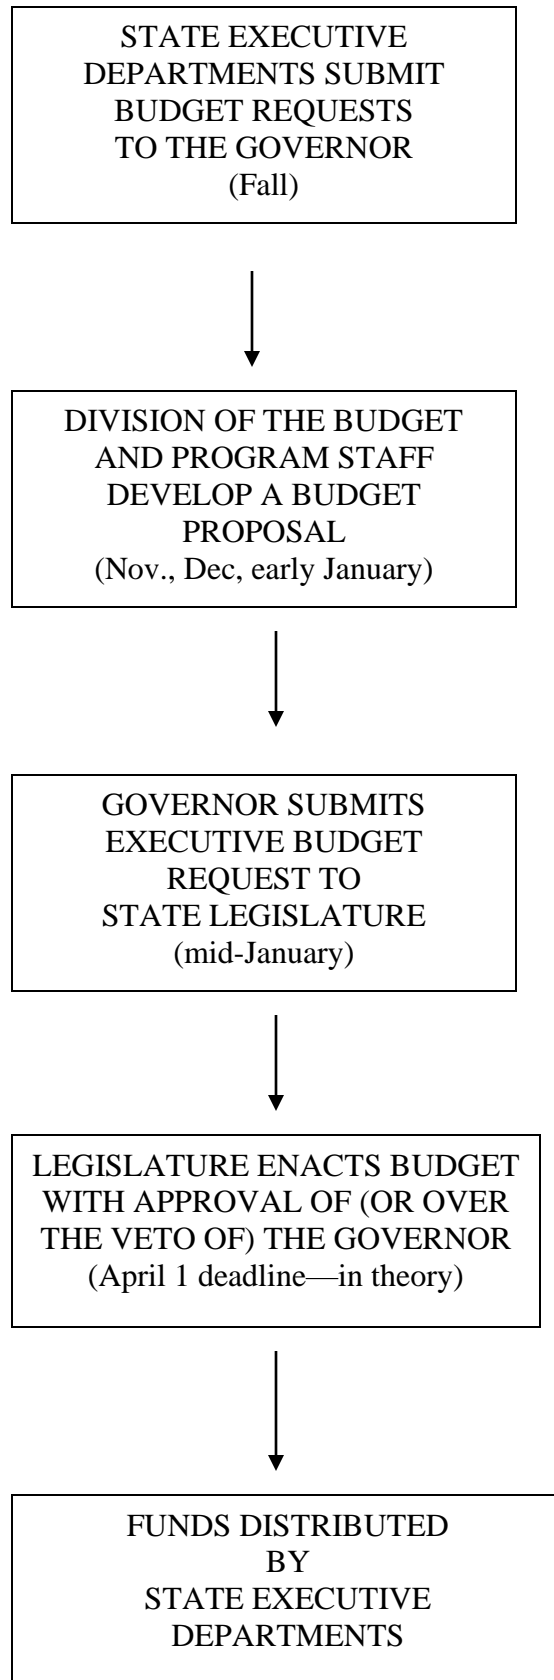 STATE EXECUTIVE
DEPARTMENTS SUBMIT
BUDGET REQUESTS
TO THE GOVERNOR
(Fall)
DIVISION OF THE BUDGET
AND PROGRAM STAFF
DEVELOP A BUDGET
PROPOSAL
(Nov., Dec, early January)
GOVERNOR SUBMITS
EXECUTIVE BUDGET
REQUEST TO
STATE LEGISLATURE
(mid-January)
LEGISLATURE ENACTS BUDGET
WITH APPROVAL OF (OR OVER
THE VETO OF) THE GOVERNOR
(April 1 deadline—in theory)
FUNDS DISTRIBUTED
BY
STATE EXECUTIVE
DEPARTMENTS